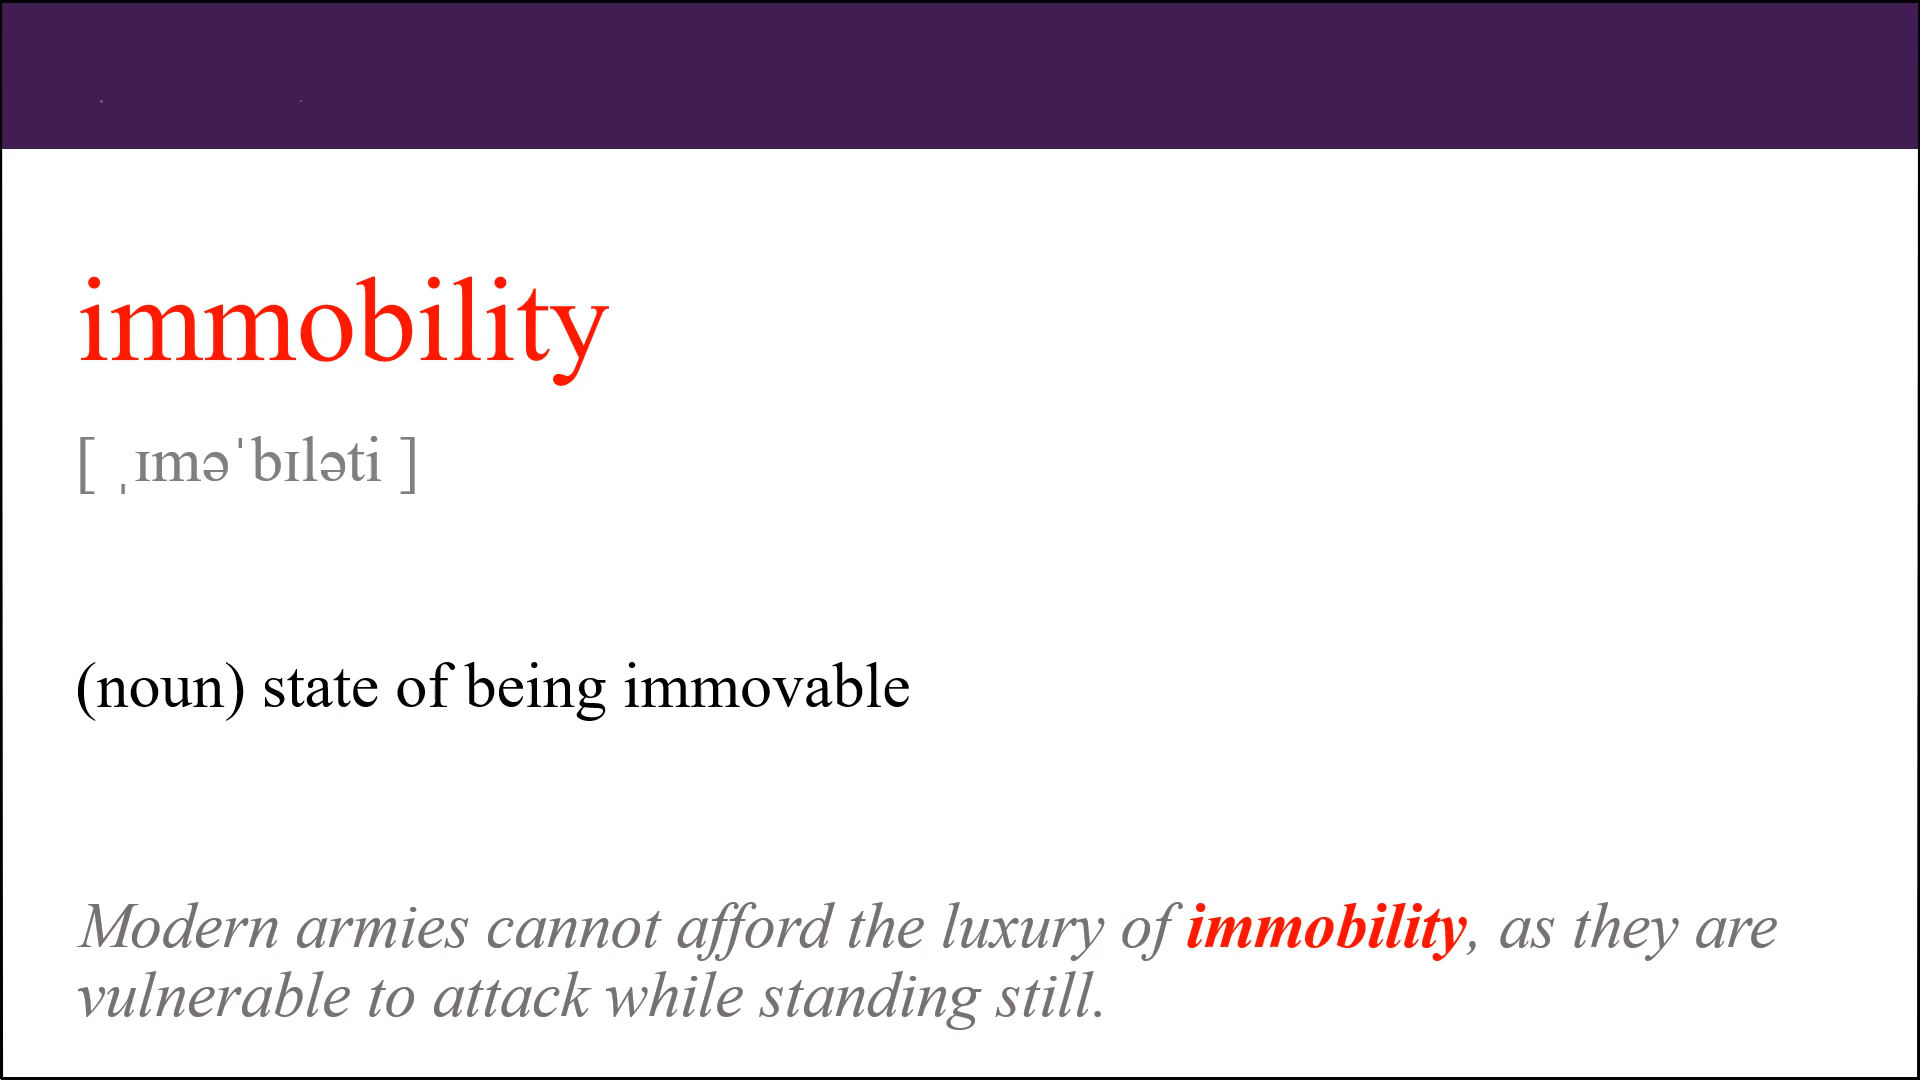 immobility
[ ˌɪməˈbɪləti ]
(noun) state of being immovable
Modern armies cannot afford the luxury of immobility, as they are
vulnerable to attack while standing still.